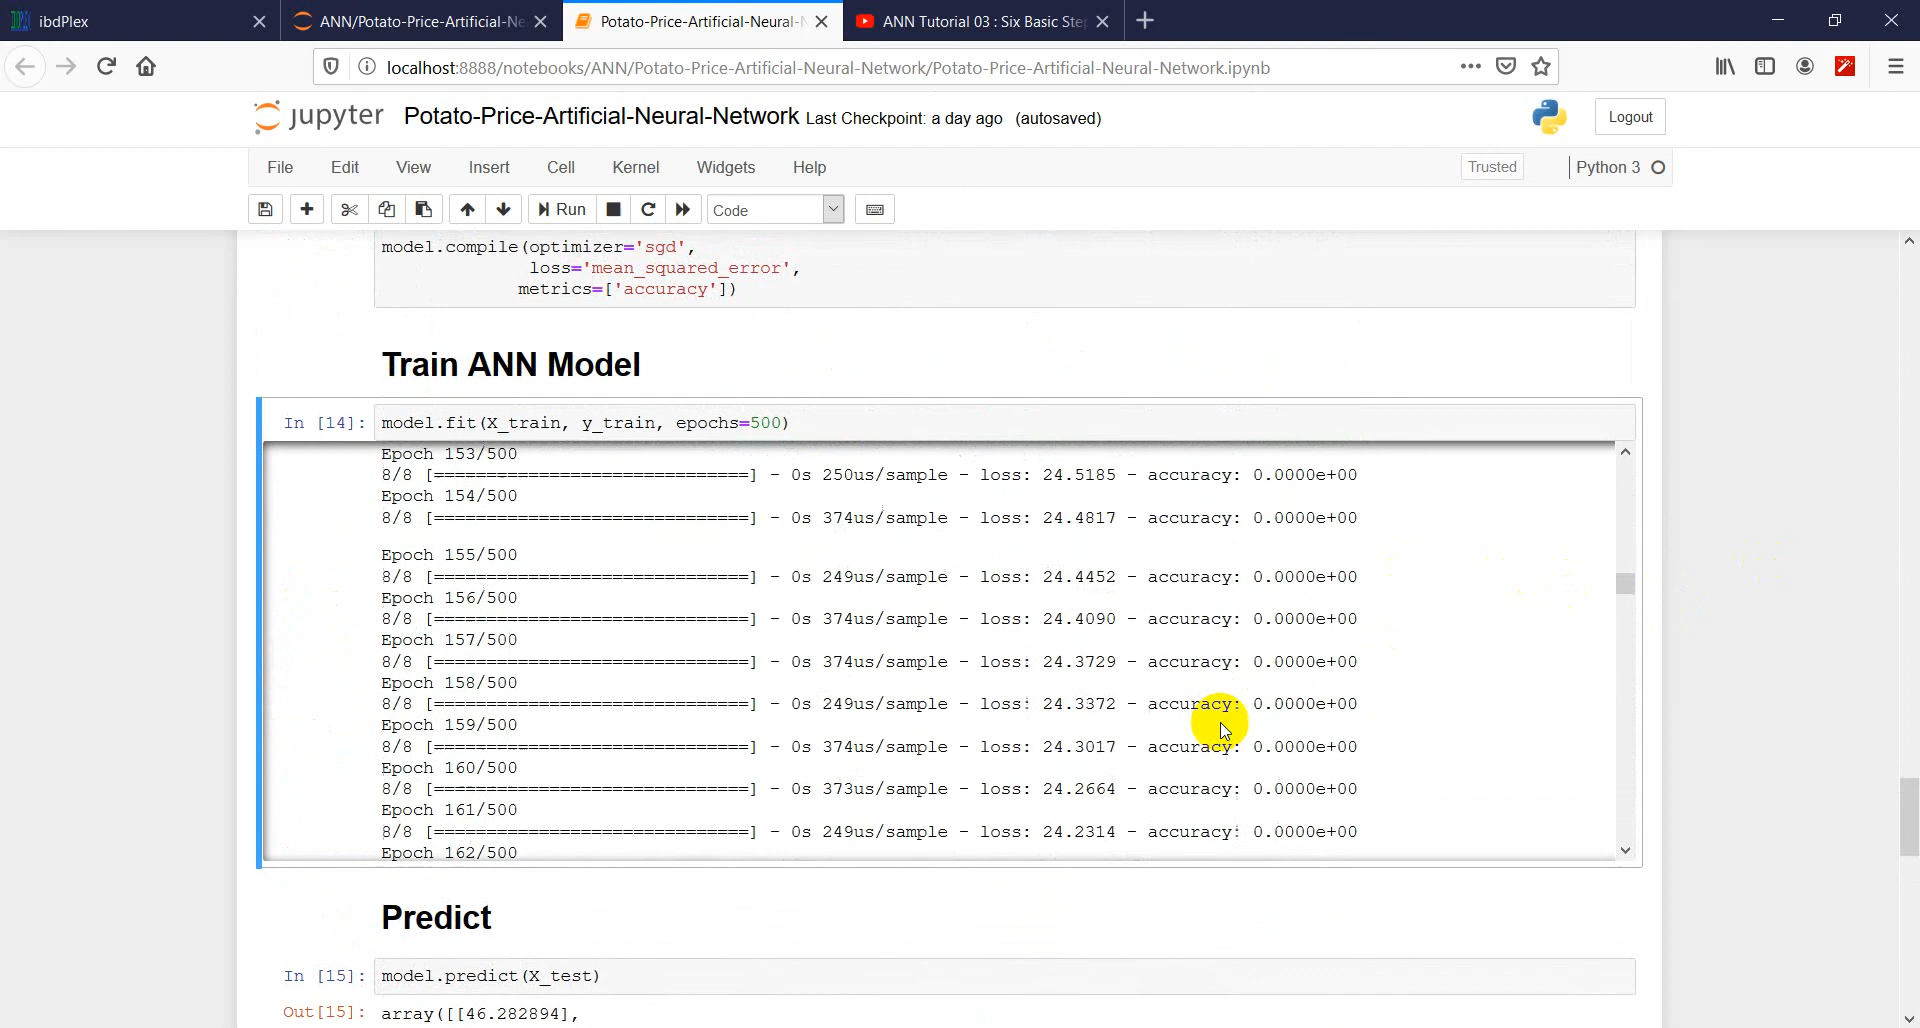 ibdPlex
ANN/Potato-Price-Artificial-Ne
Potato-Price-Artificial-Neural-N
ANN Tutorial 03 : Six Basic Step
localhost:8888/notebooks/ANN/Potato-Price-Artificial-Neural-Network/Potato-Price-Artificial-Neural-Network.ipynb
jupyter Potato-Price-Artificial-Neural-Network Last Checkpoint: a day ago (autosaved)
Logout
File Edit View Insert Cell Kernel Widgets Help
Trusted
Python 3
Run
Code
model.compile(optimizer='sgd',
loss='mean_squared_error',
metrics=['accuracy'])
Train ANN Model
In [14]: model.fit(X_train, y_train, epochs=500)
Epoch 153/500
8/8 [==============================] - 0s 250us/sample - loss: 24.5185 - accuracy: 0.0000e+00
Epoch 154/500
8/8 [==============================] - 0s 374us/sample - loss: 24.4817 - accuracy: 0.0000e+00
Epoch 155/500
8/8 [==============================] - 0s 249us/sample - loss: 24.4452 - accuracy: 0.0000e+00
Epoch 156/500
8/8 [==============================] - 0s 374us/sample - loss: 24.4090 - accuracy: 0.0000e+00
Epoch 157/500
8/8 [==============================] - 0s 374us/sample - loss: 24.3729 - accuracy: 0.0000e+00
Epoch 158/500
8/8 [==============================] - 0s 249us/sample - loss: 24.3372 - accuracy: 0.0000e+00
Epoch 159/500
8/8 [==============================] - 0s 374us/sample - loss: 24.3017 - accuracy: 0.0000e+00
Epoch 160/500
8/8 [==============================] - 0s 373us/sample - loss: 24.2664 - accuracy: 0.0000e+00
Epoch 161/500
8/8 [==============================] - 0s 249us/sample - loss: 24.2314 - accuracy: 0.0000e+00
Epoch 162/500
Predict
In [15]: model.predict(X_test)
Out[15]: array([[46.282894],